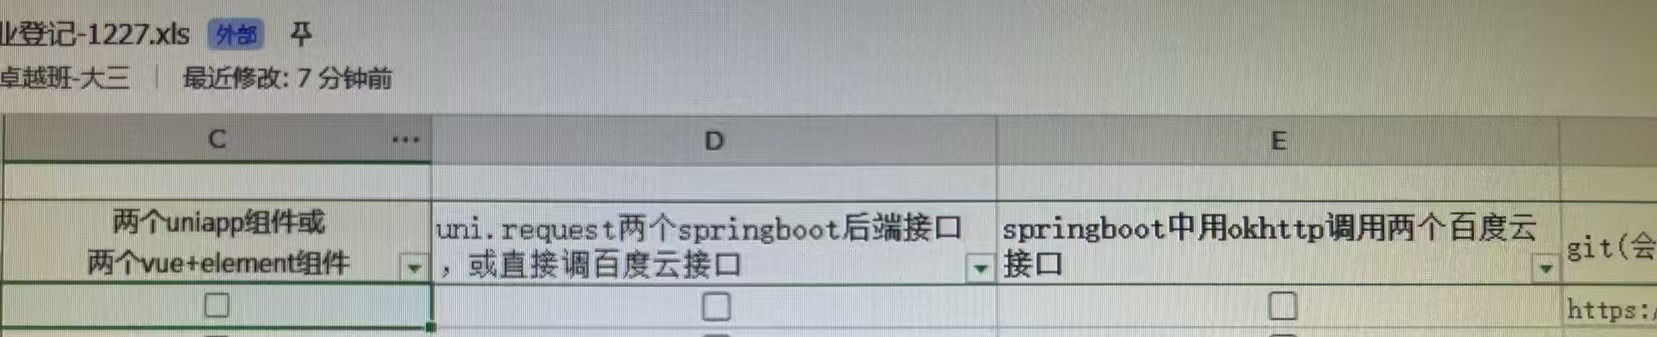 业登记-1227.xls 外部
卓越班-大三 最近修改: 7 分钟前
C ... D E
两个uniapp组件或
两个vue+element组件
uni.request两个springboot后端接口
，或直接调百度云接口
springboot中用okhttp调用两个百度云
接口
git(会
https:/